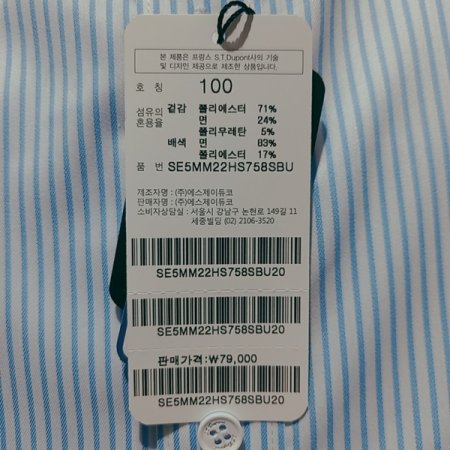 본 제품은 프랑스 S.T.Dupont사의 기술
및 디자인 제공으로 제조한 상품입니다.
호 칭 100
섬유의 혼용율 겉감 폴리에스터 71%
면 24%
폴리우레탄 5%
배색 면 83%
폴리에스터 17%
품 번 SE5MM22HS758SBU
제조자명 : (주)에스제이듀코
판매자명 : (주)에스제이듀코
소비자상담실 : 서울시 강남구 논현로 149길 11
세중빌딩 (02) 2106-3520
SE5MM22HS758SBU20
SE5MM22HS758SBU20
판매가격:₩79,000
SE5MM22HS758SBU20